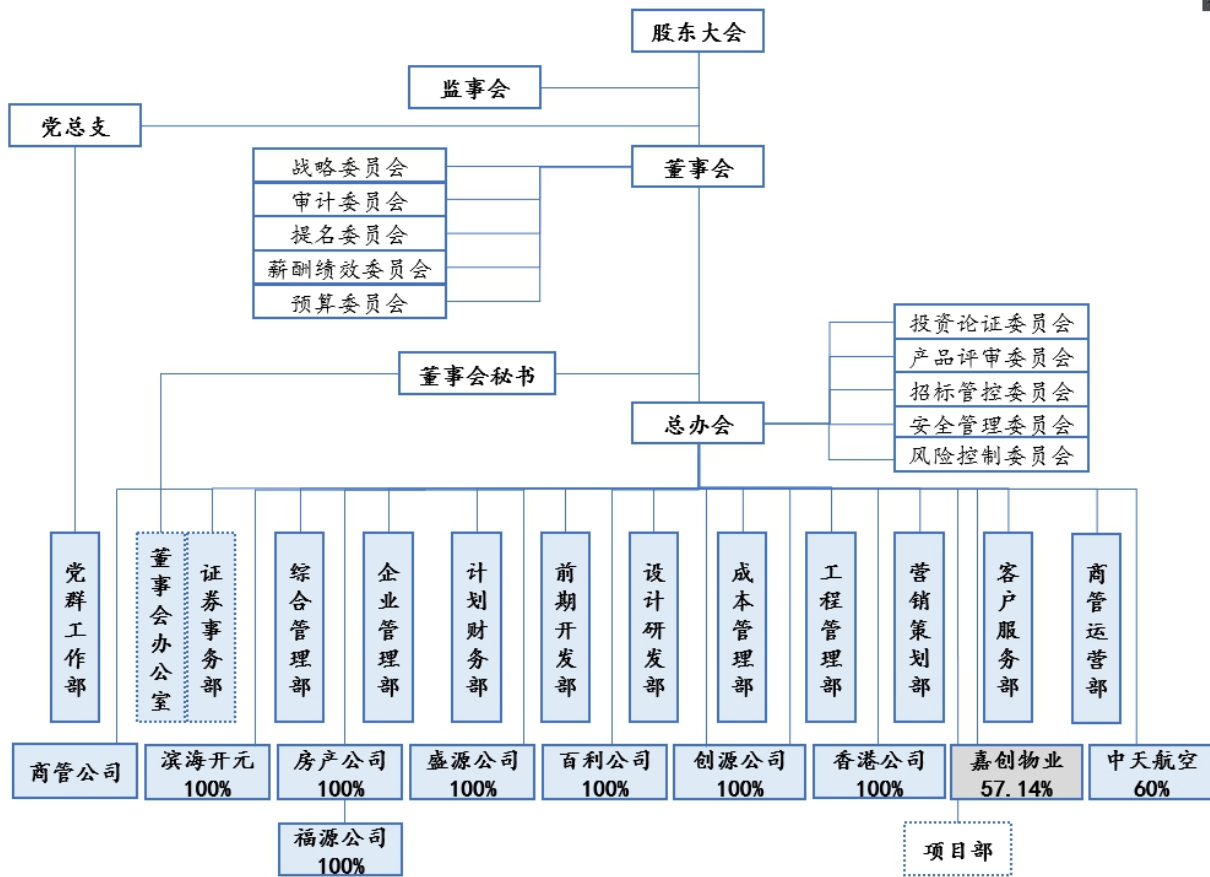 股东大会
监事会
党总支
董事会
战略委员会
审计委员会
提名委员会
薪酬绩效委员会
预算委员会
投资论证委员会
产品评审委员会
招标管控委员会
安全管理委员会
风险控制委员会
董事会秘书
总办会
党群工作部
董事会办公室
证券事务部
综合管理部
企业管理部
计划财务部
前期开发部
设计研发部
成本管理部
工程管理部
营销策划部
客户服务部
商管运营部
商管公司
滨海开元
100%
房产公司
100%
盛源公司
100%
百利公司
100%
创源公司
100%
香港公司
100%
嘉创物业
57.14%
中天航空
60%
福源公司
100%
项目部